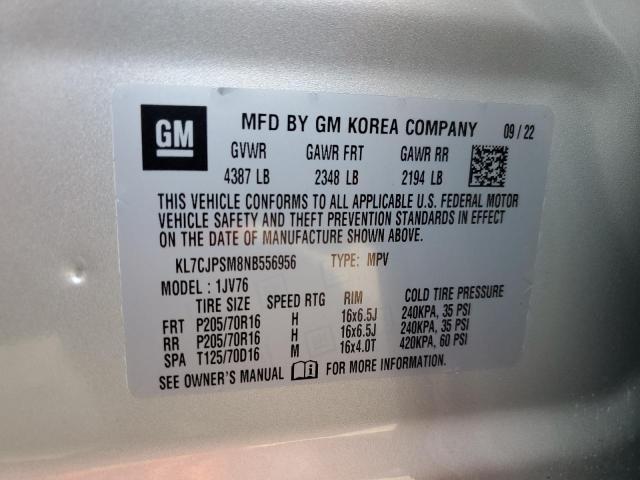 GM MFD BY GM KOREA COMPANY 09 / 22
GVWR GAWR FRT GAWR RR
4387 LB 2348 LB 2194 LB
THIS VEHICLE CONFORMS TO ALL APPLICABLE U.S. FEDERAL MOTOR
VEHICLE SAFETY AND THEFT PREVENTION STANDARDS IN EFFECT
ON THE DATE OF MANUFACTURE SHOWN ABOVE.
KL7CJPSM8NB556956 TYPE: MPV
MODEL : 1JV76
TIRE SIZE SPEED RTG RIM COLD TIRE PRESSURE
FRT P205/70R16 H 16x6.5J 240KPA, 35 PSI
RR P205/70R16 H 16x6.5J 240KPA, 35 PSI
SPA T125/70D16 M 16x4.0T 420KPA, 60 PSI
SEE OWNER'S MANUAL FOR MORE INFORMATION.